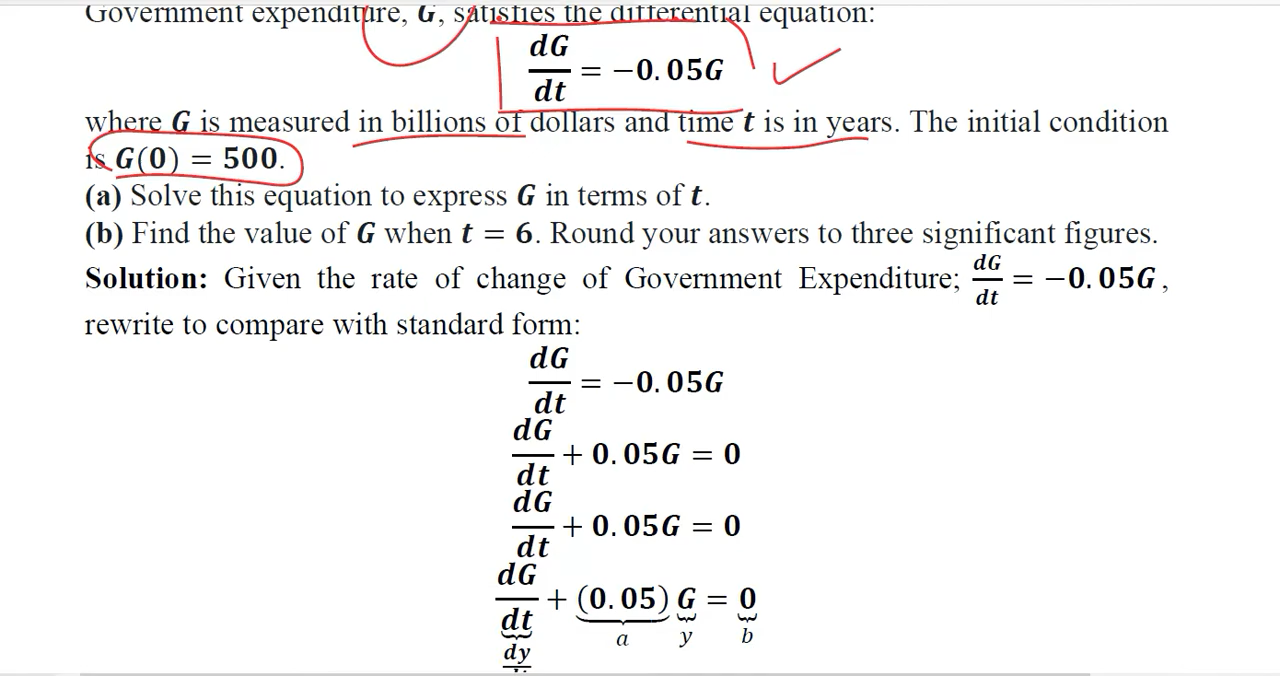 Government expenditure, G, satisfies the differential equation:
dG/dt = −0.05G
where G is measured in billions of dollars and time t is in years. The initial condition
is G(0) = 500.
(a) Solve this equation to express G in terms of t.
(b) Find the value of G when t = 6. Round your answers to three significant figures.
Solution: Given the rate of change of Government Expenditure; dG/dt = −0.05G ,
rewrite to compare with standard form:
dG/dt = −0.05G
dG/dt + 0.05G = 0
dG/dt + 0.05G = 0
dG/dt + (0.05) G = 0
a y b
dy